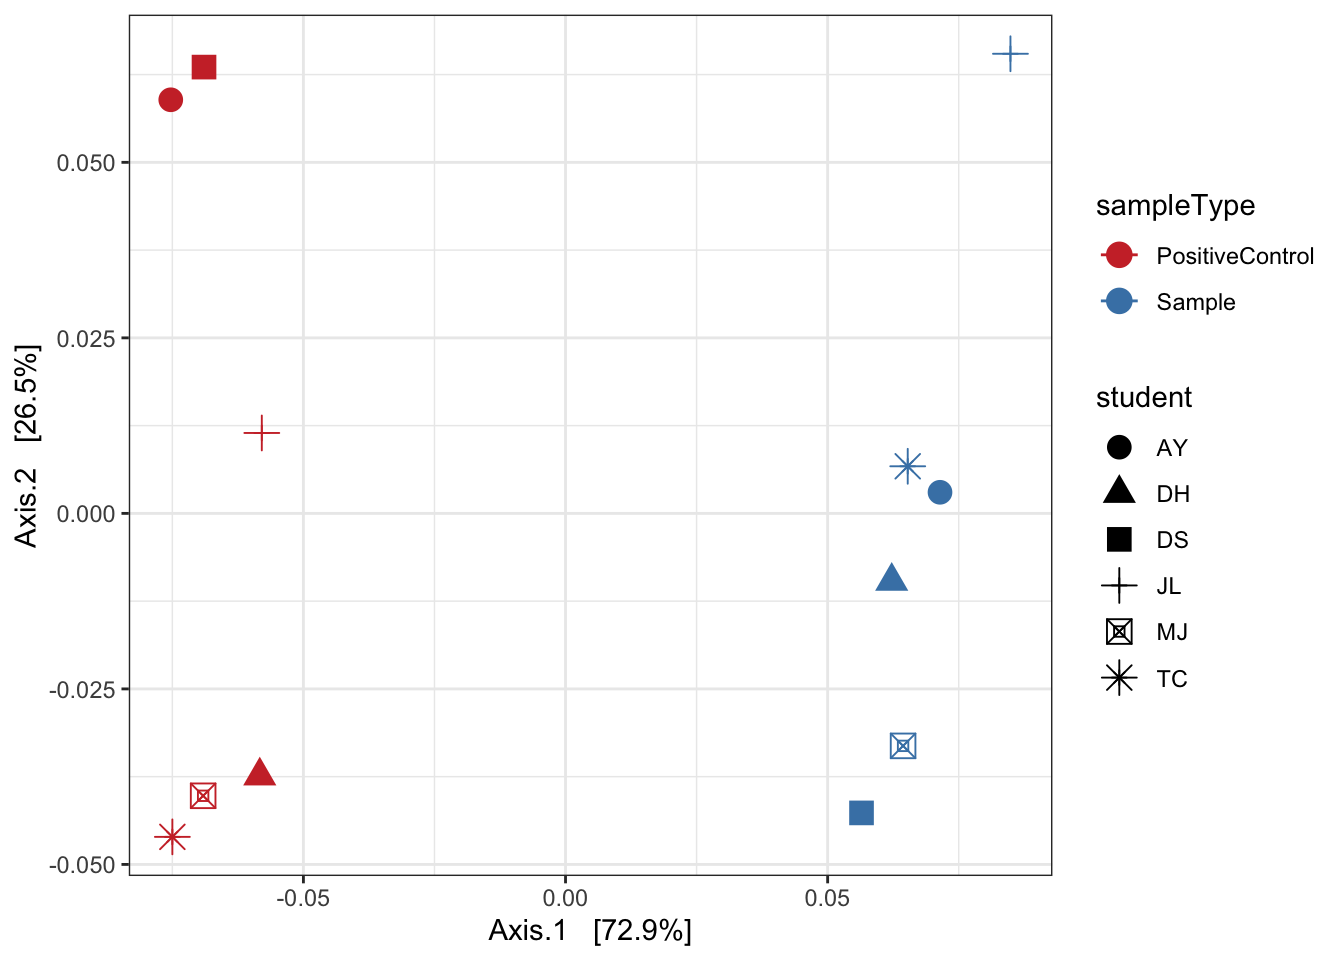 0.050
0.025
0.000
-0.025
-0.050
Axis.2 [26.5%]
-0.05 0.00 0.05
Axis.1 [72.9%]
sampleType
PositiveControl
Sample
student
AY
DH
DS
JL
MJ
TC